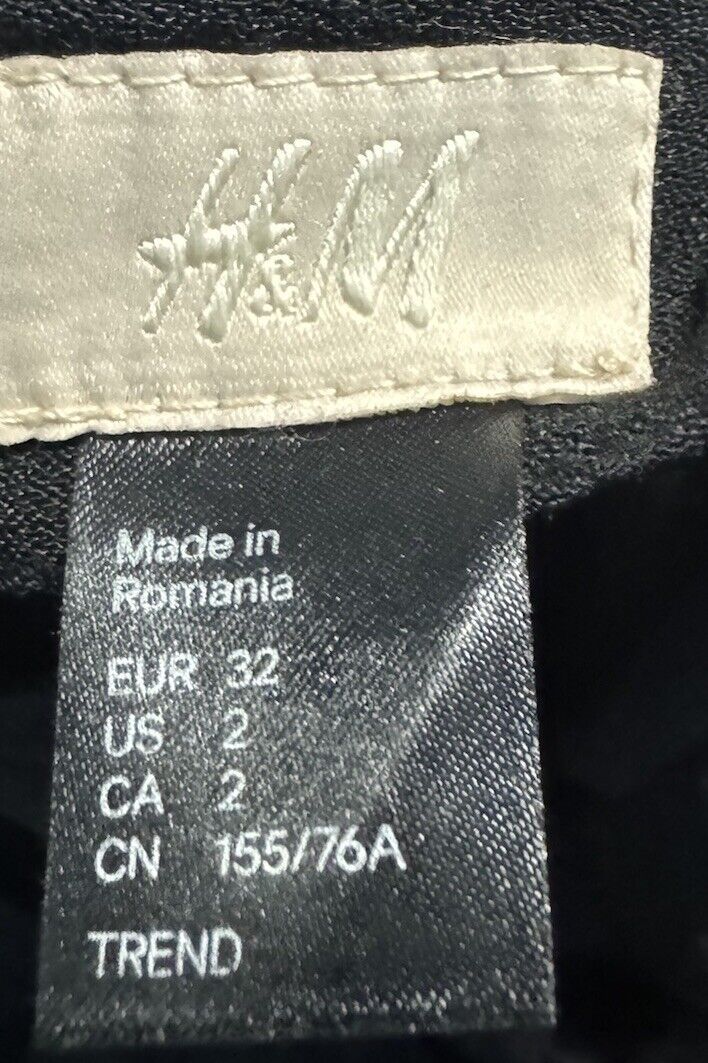 H&M
Made in
Romania
EUR 32
US 2
CA 2
CN 155/76A
TREND